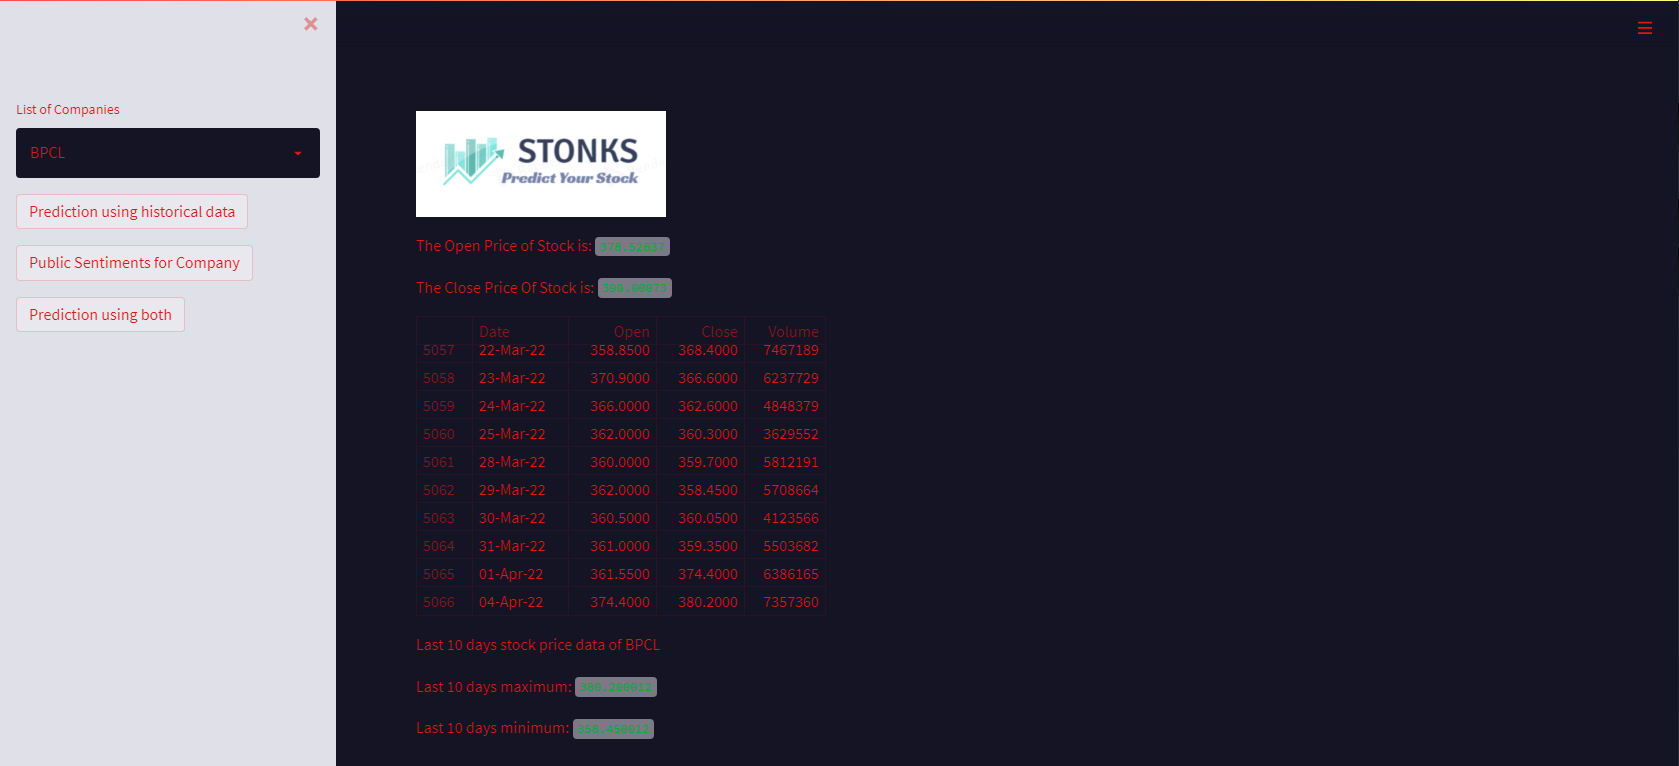 List of Companies
BPCL
Prediction using historical data
Public Sentiments for Company
Prediction using both
STONKS
Predict Your Stock
The Open Price of Stock is:
The Close Price Of Stock is:
Date Open Close Volume
5057 22-Mar-22 358.8500 368.4000 7467189
5058 23-Mar-22 370.9000 366.6000 6237729
5059 24-Mar-22 366.0000 362.6000 4848379
5060 25-Mar-22 362.0000 360.3000 3629552
5061 28-Mar-22 360.0000 359.7000 5812191
5062 29-Mar-22 362.0000 358.4500 5708664
5063 30-Mar-22 360.5000 360.0500 4123566
5064 31-Mar-22 361.0000 359.3500 5503682
5065 01-Apr-22 361.5500 374.4000 6386165
5066 04-Apr-22 374.4000 380.2000 7357360
Last 10 days stock price data of BPCL
Last 10 days maximum: 380.200012
Last 10 days minimum: 358.450012